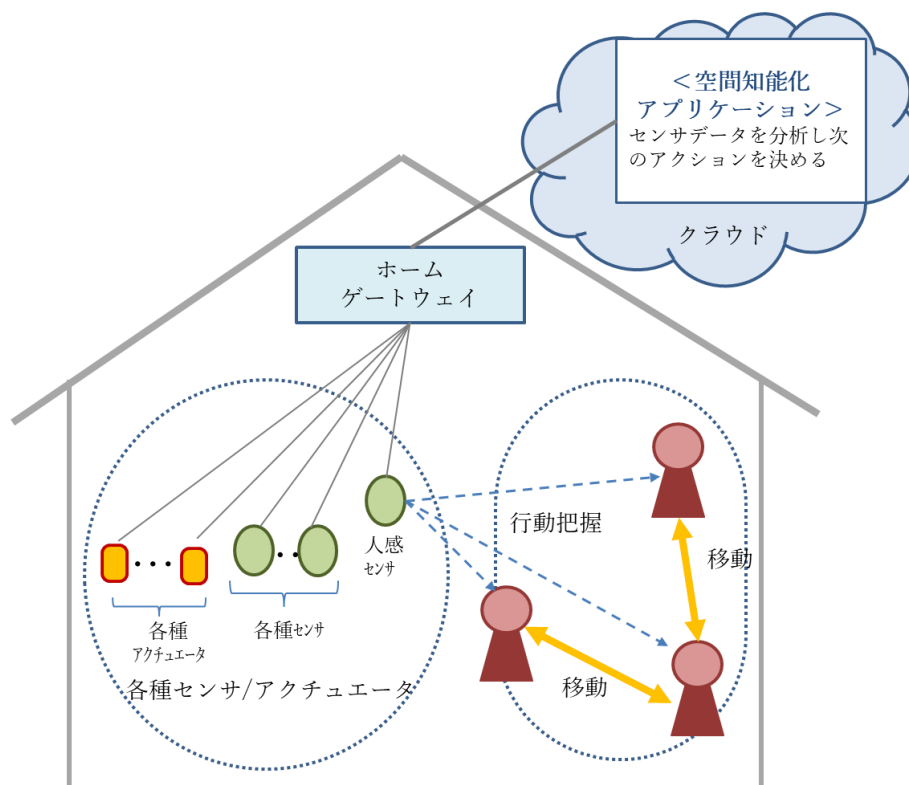 ＜空間知能化
アプリケーション＞
センサデータを分析し次
のアクションを決める
クラウド
ホーム
ゲートウェイ
人感
センサ
行動把握
移動
各種
アクチュエータ
各種センサ
各種センサ/アクチュエータ
移動